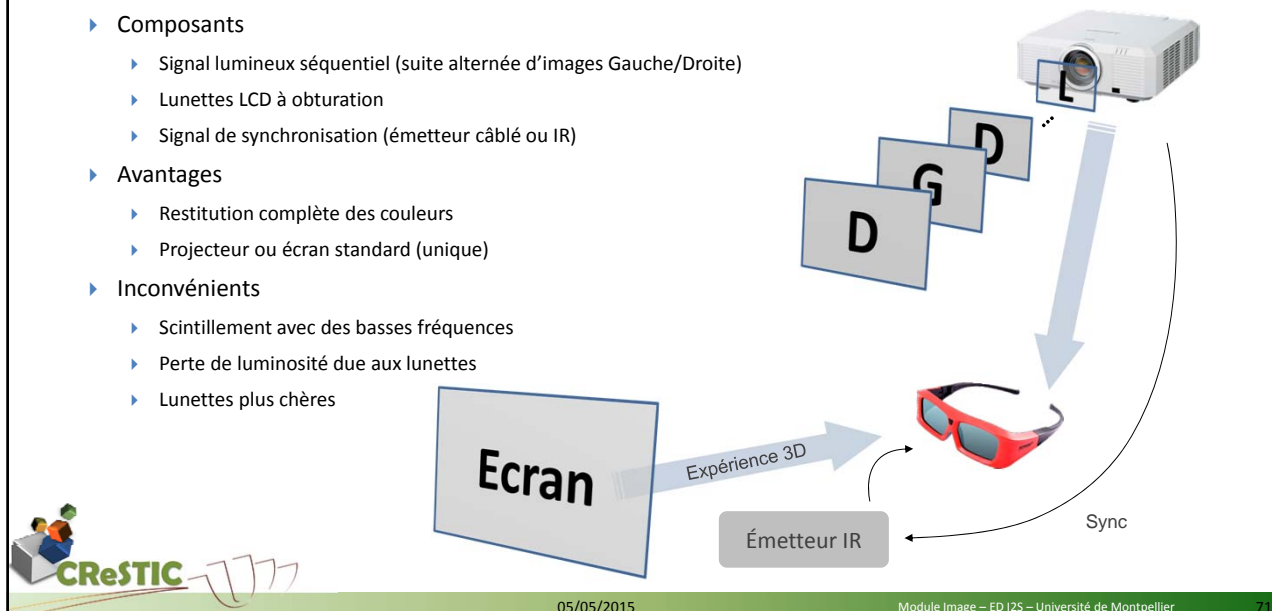 Composants
Signal lumineux séquentiel (suite alternée d'images Gauche/Droite)
Lunettes LCD à obturation
Signal de synchronisation (émetteur câblé ou IR)
Avantages
Restitution complète des couleurs
Projecteur ou écran standard (unique)
Inconvénients
Scintillement avec des basses fréquences
Perte de luminosité due aux lunettes
Lunettes plus chères
L
...
D
G
D
Ecran
Expérience 3D
Émetteur IR
Sync
CReSTIC
05/05/2015
Module Image – ED I2S – Université de Montpellier
71